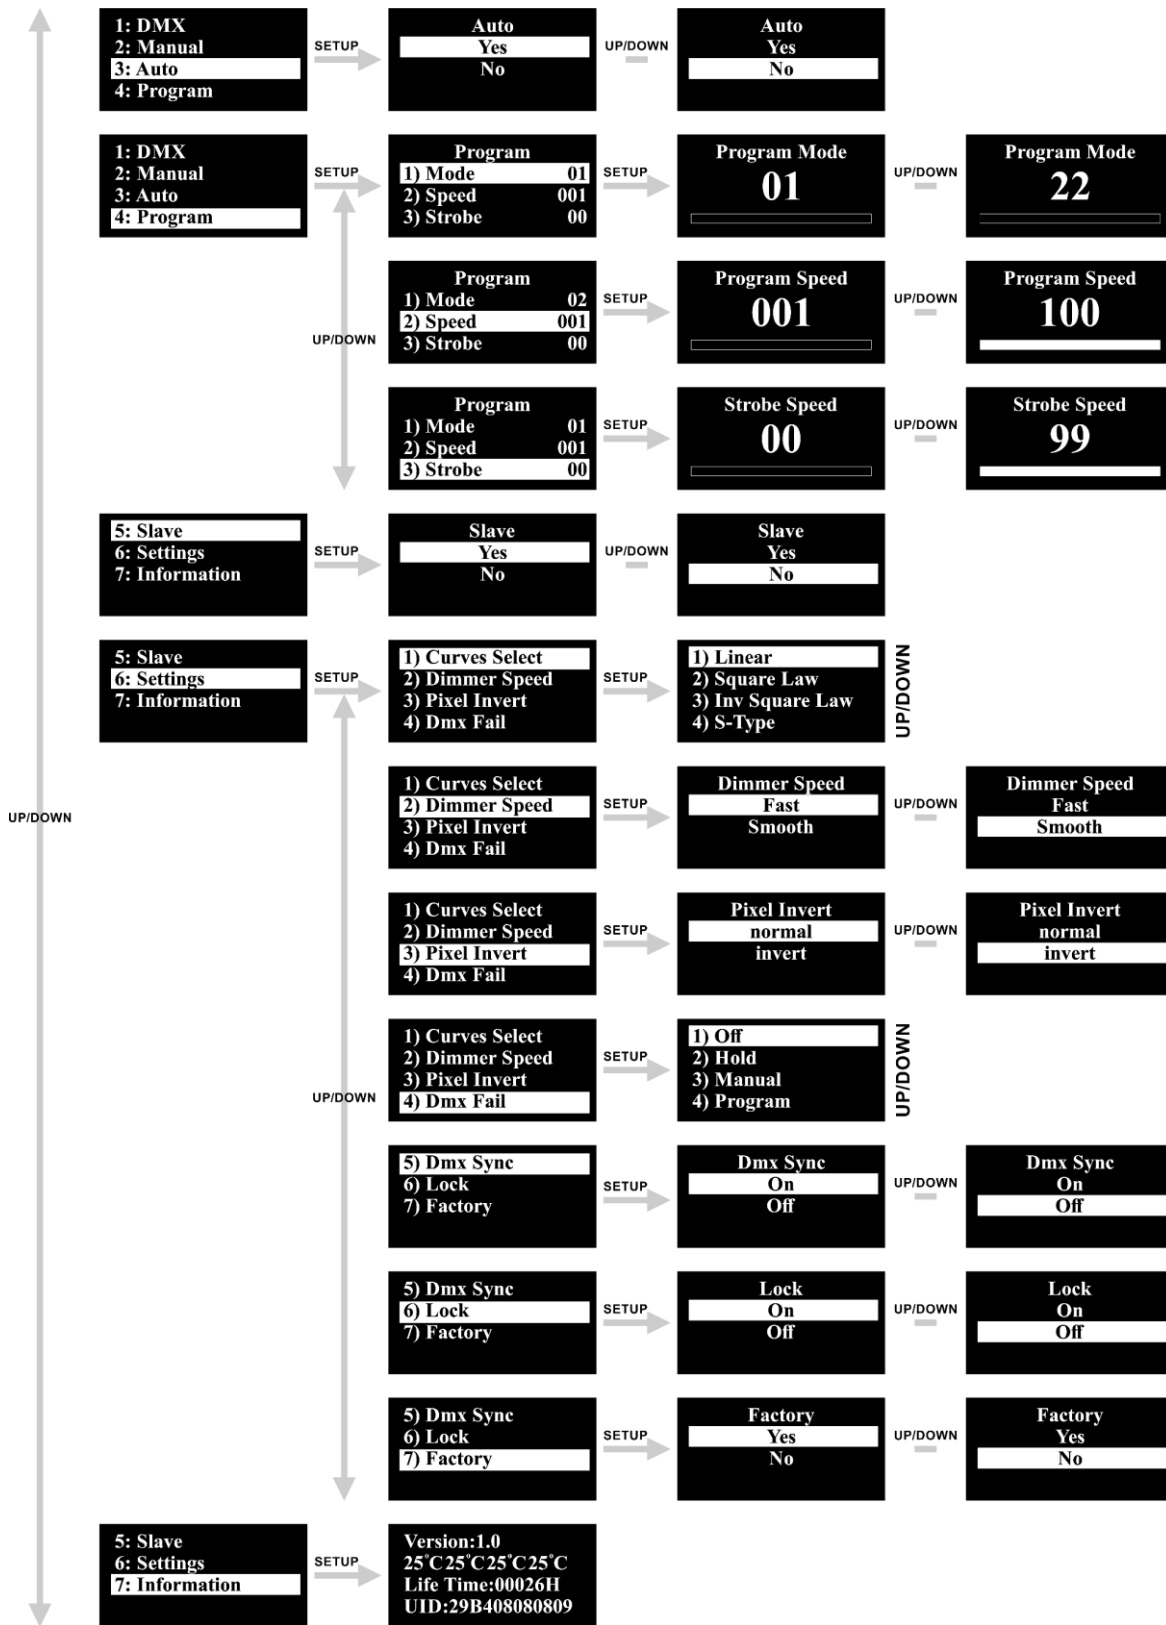 1: DMX
2: Manual
3: Auto
4: Program
SETUP
Auto
Yes
No
UP/DOWN
Auto
Yes
No
1: DMX
2: Manual
3: Auto
4: Program
SETUP
Program
1) Mode 01
2) Speed 001
3) Strobe 00
SETUP
Program Mode
01
UP/DOWN
Program Mode
22
Program
1) Mode 02
2) Speed 001
3) Strobe 00
SETUP
Program Speed
001
UP/DOWN
Program Speed
100
UP/DOWN
Program
1) Mode 01
2) Speed 001
3) Strobe 00
SETUP
Strobe Speed
00
UP/DOWN
Strobe Speed
99
5: Slave
6: Settings
7: Information
SETUP
Slave
Yes
No
UP/DOWN
Slave
Yes
No
5: Slave
6: Settings
7: Information
SETUP
1) Curves Select
2) Dimmer Speed
3) Pixel Invert
4) Dmx Fail
SETUP
1) Linear
2) Square Law
3) Inv Square Law
4) S-Type
UP/DOWN
UP/DOWN
1) Curves Select
2) Dimmer Speed
3) Pixel Invert
4) Dmx Fail
SETUP
Dimmer Speed
Fast
Smooth
UP/DOWN
Dimmer Speed
Fast
Smooth
1) Curves Select
2) Dimmer Speed
3) Pixel Invert
4) Dmx Fail
SETUP
Pixel Invert
normal
invert
UP/DOWN
Pixel Invert
normal
invert
UP/DOWN
1) Curves Select
2) Dimmer Speed
3) Pixel Invert
4) Dmx Fail
SETUP
1) Off
2) Hold
3) Manual
4) Program
UP/DOWN
5) Dmx Sync
6) Lock
7) Factory
SETUP
Dmx Sync
On
Off
UP/DOWN
Dmx Sync
On
Off
5) Dmx Sync
6) Lock
7) Factory
SETUP
Lock
On
Off
UP/DOWN
Lock
On
Off
5) Dmx Sync
6) Lock
7) Factory
SETUP
Factory
Yes
No
UP/DOWN
Factory
Yes
No
5: Slave
6: Settings
7: Information
SETUP
Version:1.0
25°C25°C25°C25°C
Life Time:00026H
UID:29B408080809